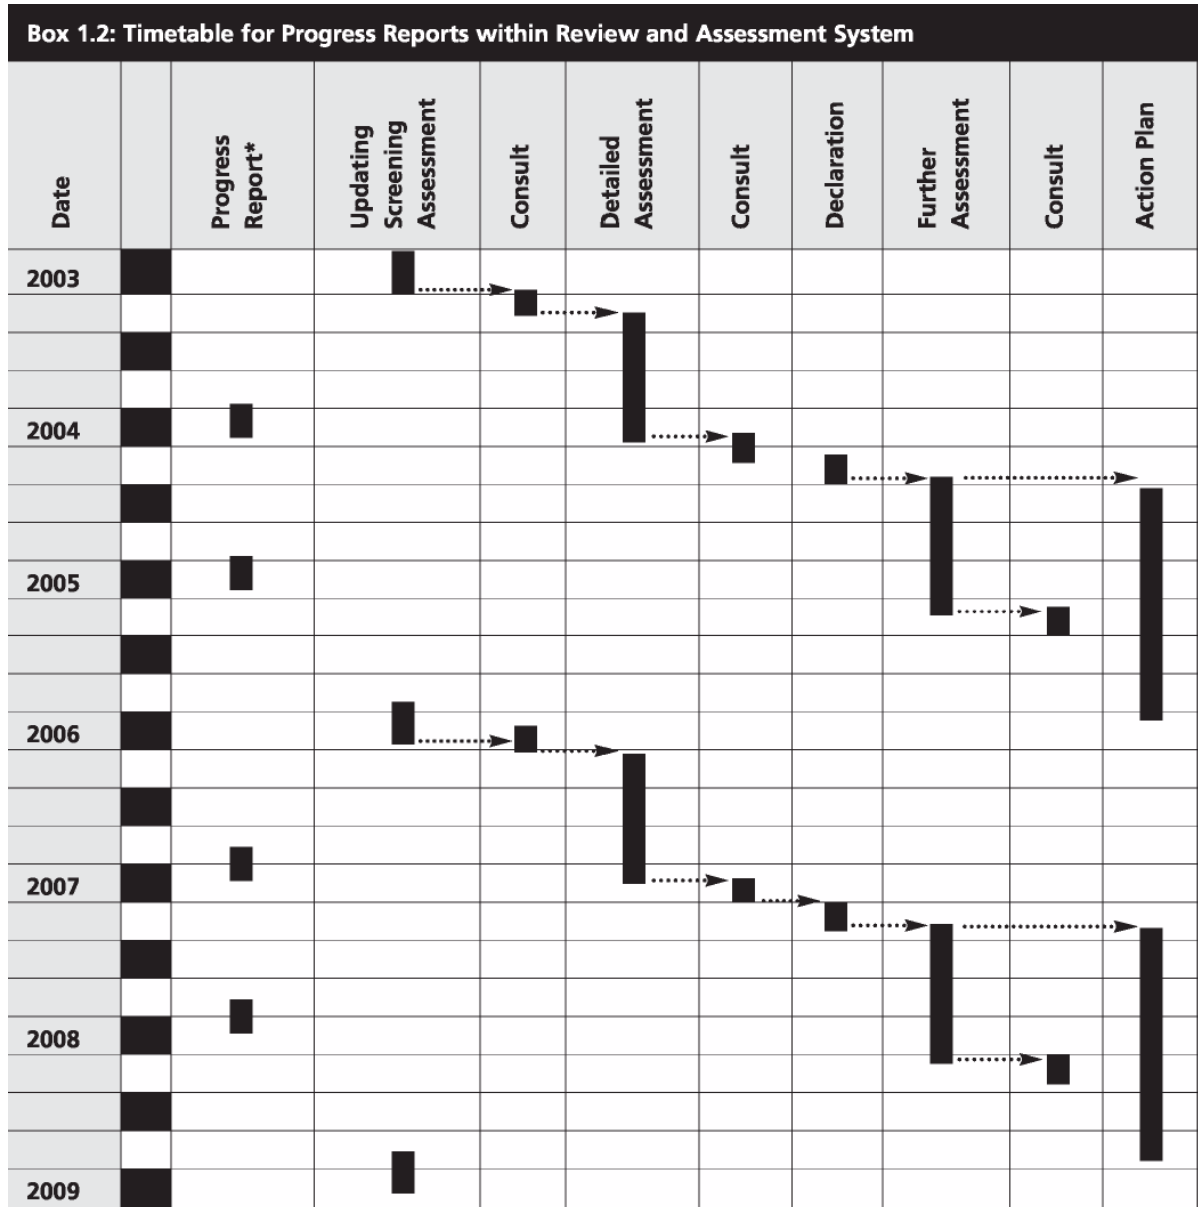 Box 1.2: Timetable for Progress Reports within Review and Assessment System
Date
Progress
Report*
Updating
Screening
Assessment
Consult
Detailed
Assessment
Consult
Declaration
Further
Assessment
Consult
Action Plan
2003
2004
2005
2006
2007
2008
2009